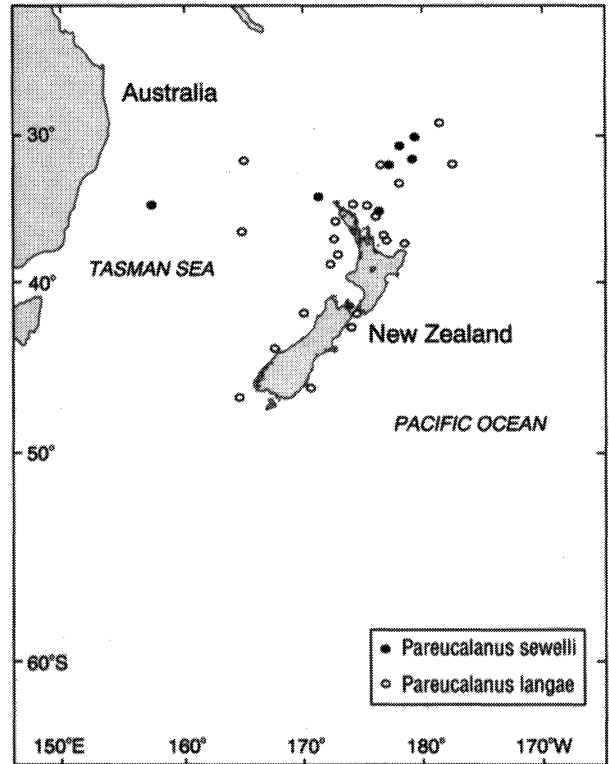 Australia
30°
TASMAN SEA
40°
New Zealand
PACIFIC OCEAN
50°
Pareucalanus sewelli
Pareucalanus langae
60°S
150°E 160° 170° 180° 170°W